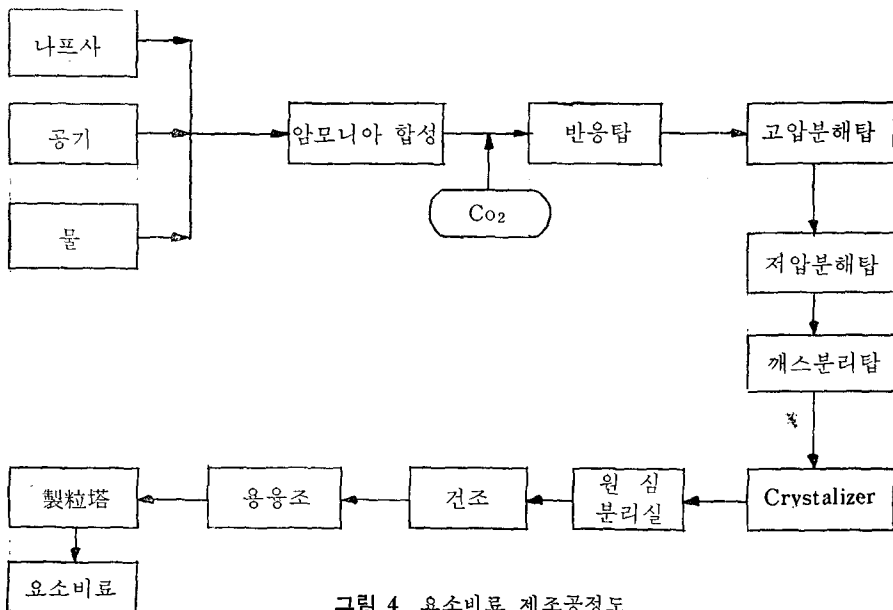 나프사
공기
물
암모니아 합성
Co₂
반응탑
고압분해탑
저압분해탑
깨스분리탑
Crystalizer
원 심
분리실
건조
용융조
製粒塔
요소비료
그림 4 요소비료 제조공정도